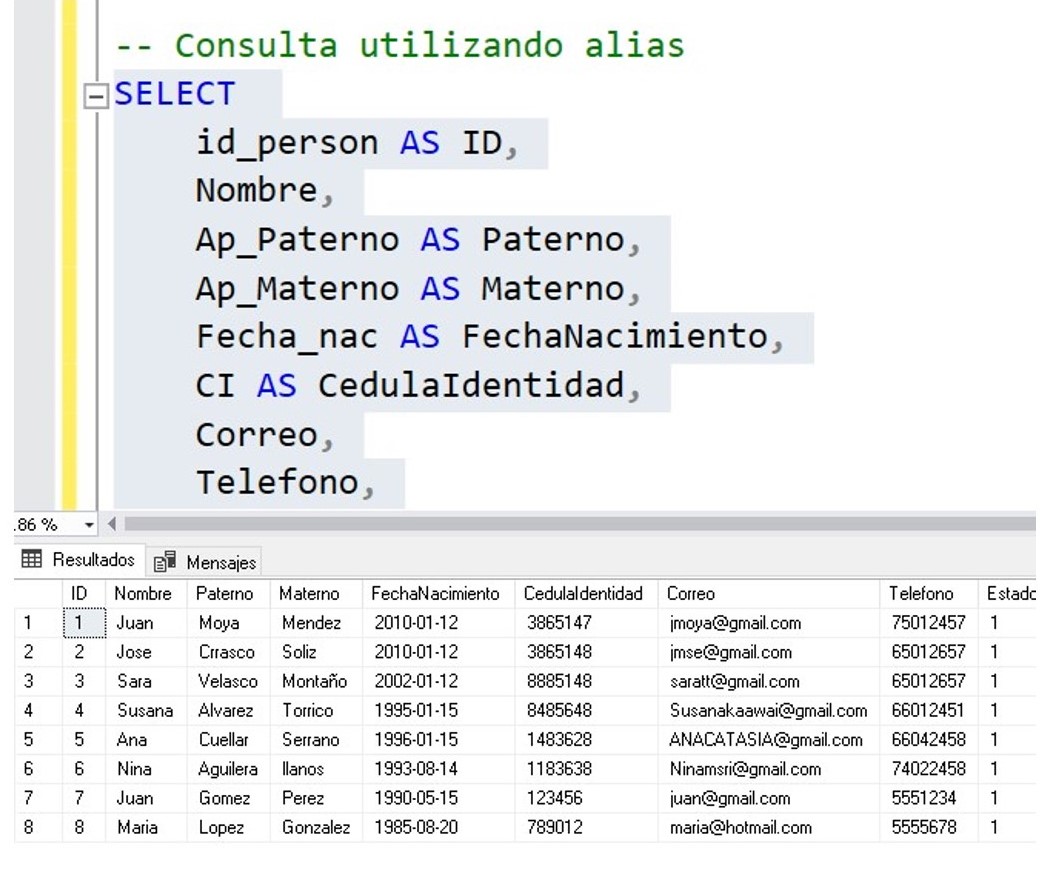 -- Consulta utilizando alias
SELECT
id_person AS ID,
Nombre,
Ap_Paterno AS Paterno,
Ap_Materno AS Materno,
Fecha_nac AS FechaNacimiento,
CI AS CedulaIdentidad,
Correo,
Telefono,
.86 %
Resultados Mensajes
ID Nombre Paterno Materno FechaNacimiento CedulaIdentidad Correo Telefono Estado
1 1 Juan Moya Mendez 2010-01-12 3865147 jmoya@gmail.com 75012457 1
2 2 Jose Crrasco Soliz 2010-01-12 3865148 jmse@gmail.com 65012657 1
3 3 Sara Velasco Montaño 2002-01-12 8885148 saratt@gmail.com 65012657 1
4 4 Susana Alvarez Torrico 1995-01-15 8485648 Susanakaawai@gmail.com 66012451 1
5 5 Ana Cuellar Serrano 1996-01-15 1483628 ANACATASIA@gmail.com 66042458 1
6 6 Nina Aguilera llanos 1993-08-14 1183638 Ninamsri@gmail.com 74022458 1
7 7 Juan Gomez Perez 1990-05-15 123456 juan@gmail.com 5551234 1
8 8 Maria Lopez Gonzalez 1985-08-20 789012 maria@hotmail.com 5555678 1